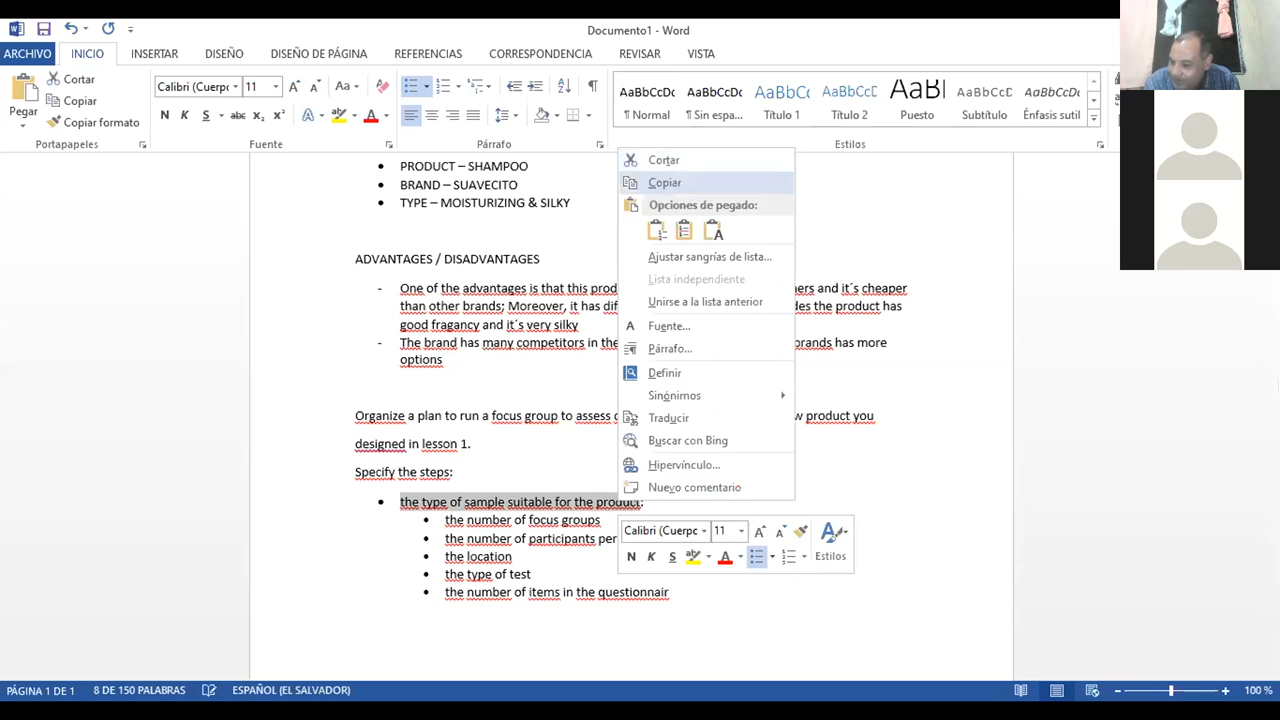 Documento1 - Word
ARCHIVO INICIO INSERTAR DISEÑO DISEÑO DE PÁGINA REFERENCIAS CORRESPONDENCIA REVISAR VISTA
Pegar
Cortar
Copiar
Copiar formato
Portapapeles
Calibri (Cuerpc 11
Aa
N K S abc x₂ x²
Fuente
Párrafo
AaBbCcDc AaBbCcDc AaBbCcDc AaBbCcD AaBl AaBbCcD AaBbCcDc
¶ Normal ¶ Sin espa... Título 1 Título 2 Puesto Subtítulo Énfasis sutil
Estilos
• PRODUCT – SHAMPOO
• BRAND – SUAVECITO
• TYPE – MOISTURIZING & SILKY
ADVANTAGES / DISADVANTAGES
- One of the advantages is that this prod
and it´s cheaper
than other brands; Moreover, it has dif
the product has
good fragancy and it´s very silky
- The brand has many competitors in the
brands has more
options
Organize a plan to run a focus group to assess
product you
designed in lesson 1.
Specify the steps:
• the type of sample suitable for the product:
• the number of focus groups
• the number of participants per
• the location
• the type of test
• the number of items in the questionnair
Cortar
Copiar
Opciones de pegado:
Ajustar sangrías de lista...
Lista independiente
Unirse a la lista anterior
Fuente...
Párrafo...
Definir
Sinónimos
Traducir
Buscar con Bing
Hipervínculo...
Nuevo comentario
Calibri (Cuerpc 11
N K S
Estilos
PÁGINA 1 DE 1 8 DE 150 PALABRAS ESPAÑOL (EL SALVADOR) 100 %